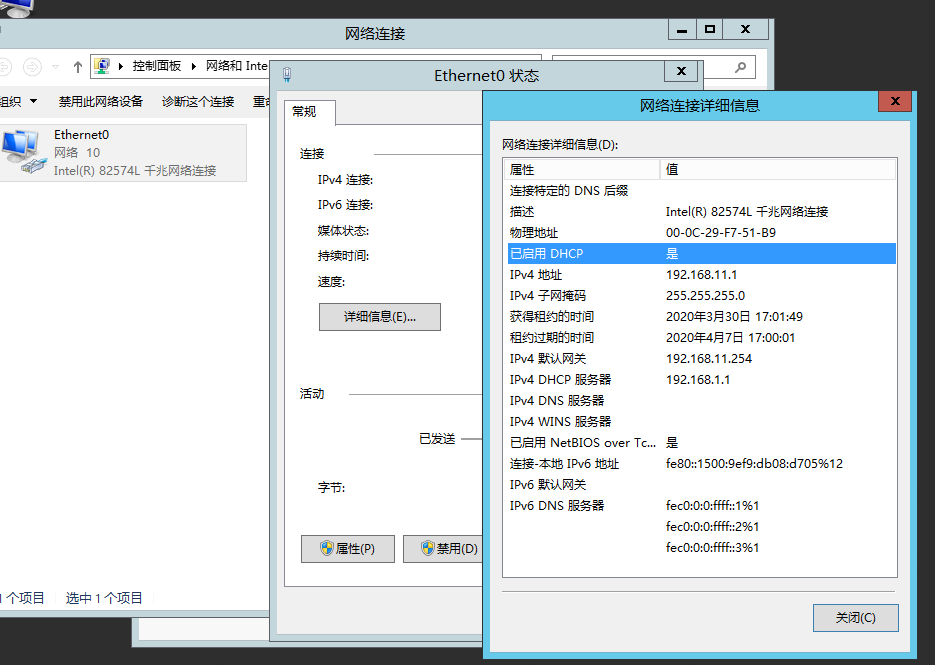 网络连接
控制面板 网络和 Inte
组织 禁用此网络设备 诊断这个连接 重命
Ethernet0
网络 10
Intel(R) 82574L 千兆网络连接
1 个项目 选中 1 个项目
Ethernet0 状态
常规
连接
IPv4 连接:
IPv6 连接:
媒体状态:
持续时间:
速度:
详细信息(E)...
活动
已发送
字节:
属性(P) 禁用(D)
网络连接详细信息
网络连接详细信息(D):
属性 值
连接特定的 DNS 后缀
描述 Intel(R) 82574L 千兆网络连接
物理地址 00-0C-29-F7-51-B9
已启用 DHCP 是
IPv4 地址 192.168.11.1
IPv4 子网掩码 255.255.255.0
获得租约的时间 2020年3月30日 17:01:49
租约过期的时间 2020年4月7日 17:00:01
IPv4 默认网关 192.168.11.254
IPv4 DHCP 服务器 192.168.1.1
IPv4 DNS 服务器
IPv4 WINS 服务器
已启用 NetBIOS over Tc... 是
连接-本地 IPv6 地址 fe80::1500:9ef9:db08:d705%12
IPv6 默认网关
IPv6 DNS 服务器 fec0:0:0:ffff::1%1
fec0:0:0:ffff::2%1
fec0:0:0:ffff::3%1
关闭(C)